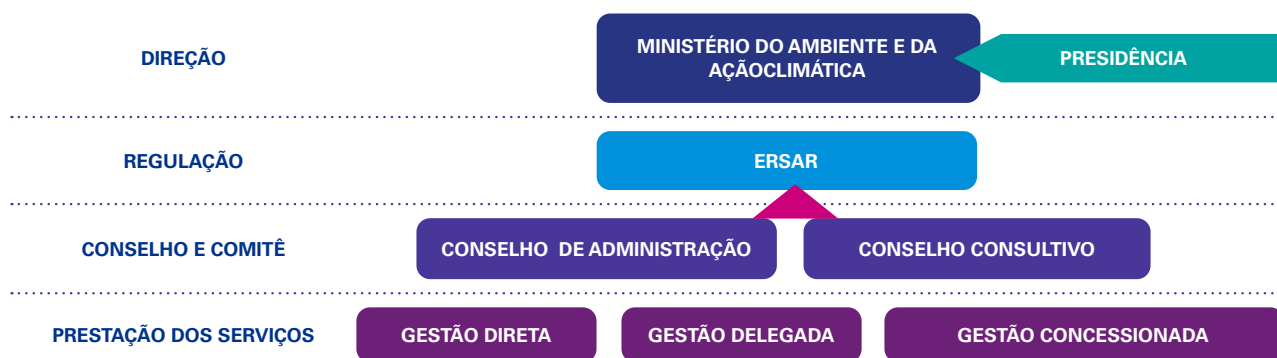 DIREÇÃO
MINISTÉRIO DO AMBIENTE E DA
AÇÃOCLIMÁTICA
PRESIDÊNCIA
REGULAÇÃO
ERSAR
CONSELHO E COMITÊ
CONSELHO DE ADMINISTRAÇÃO
CONSELHO CONSULTIVO
PRESTAÇÃO DOS SERVIÇOS
GESTÃO DIRETA
GESTÃO DELEGADA
GESTÃO CONCESSIONADA